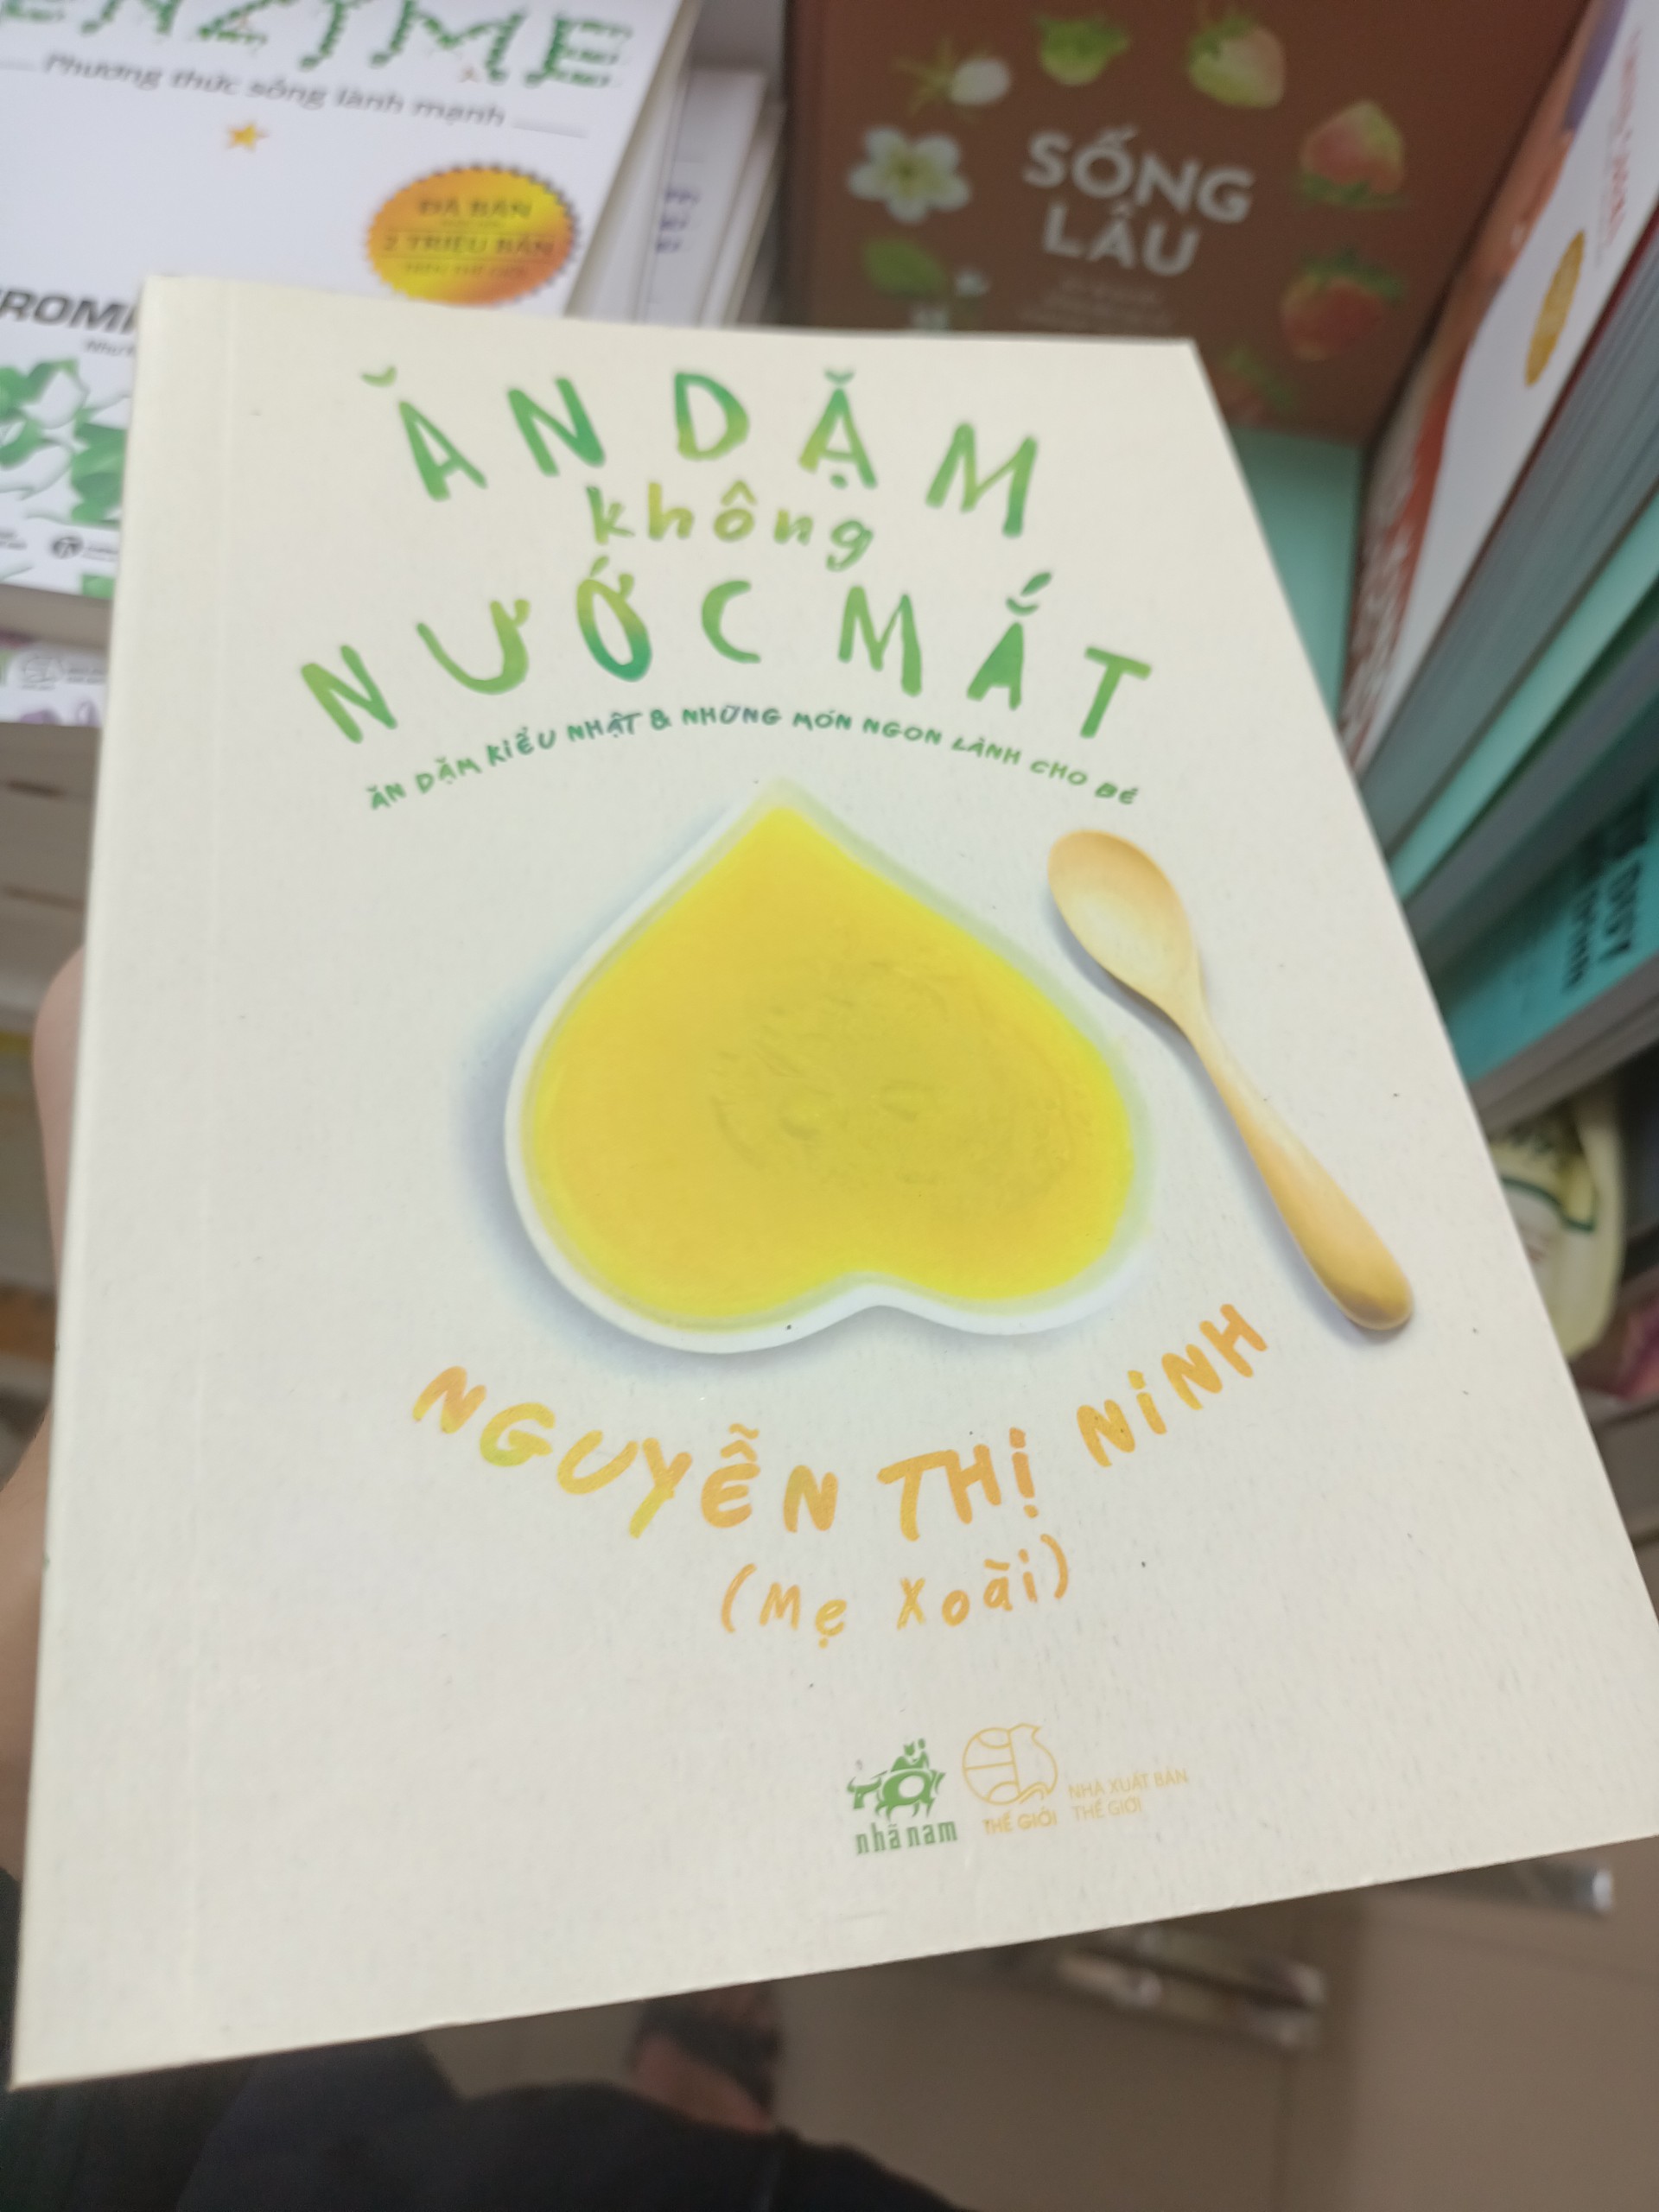 ENZYME
Phương thức sống lành mạnh
ĐÃ BÁN
2 TRIỆU BẢN
SỐNG
LÂU
ĂN DẶM
không
NƯỚC MẮT
ĂN DẶM KIỂU NHẬT & NHỮNG MÓN NGON LÀNH CHO BÉ
NGUYỄN THỊ NINH
(Mẹ Xoài)
nhã nam
THẾ GIỚI
NHÀ XUẤT BẢN
THẾ GIỚI